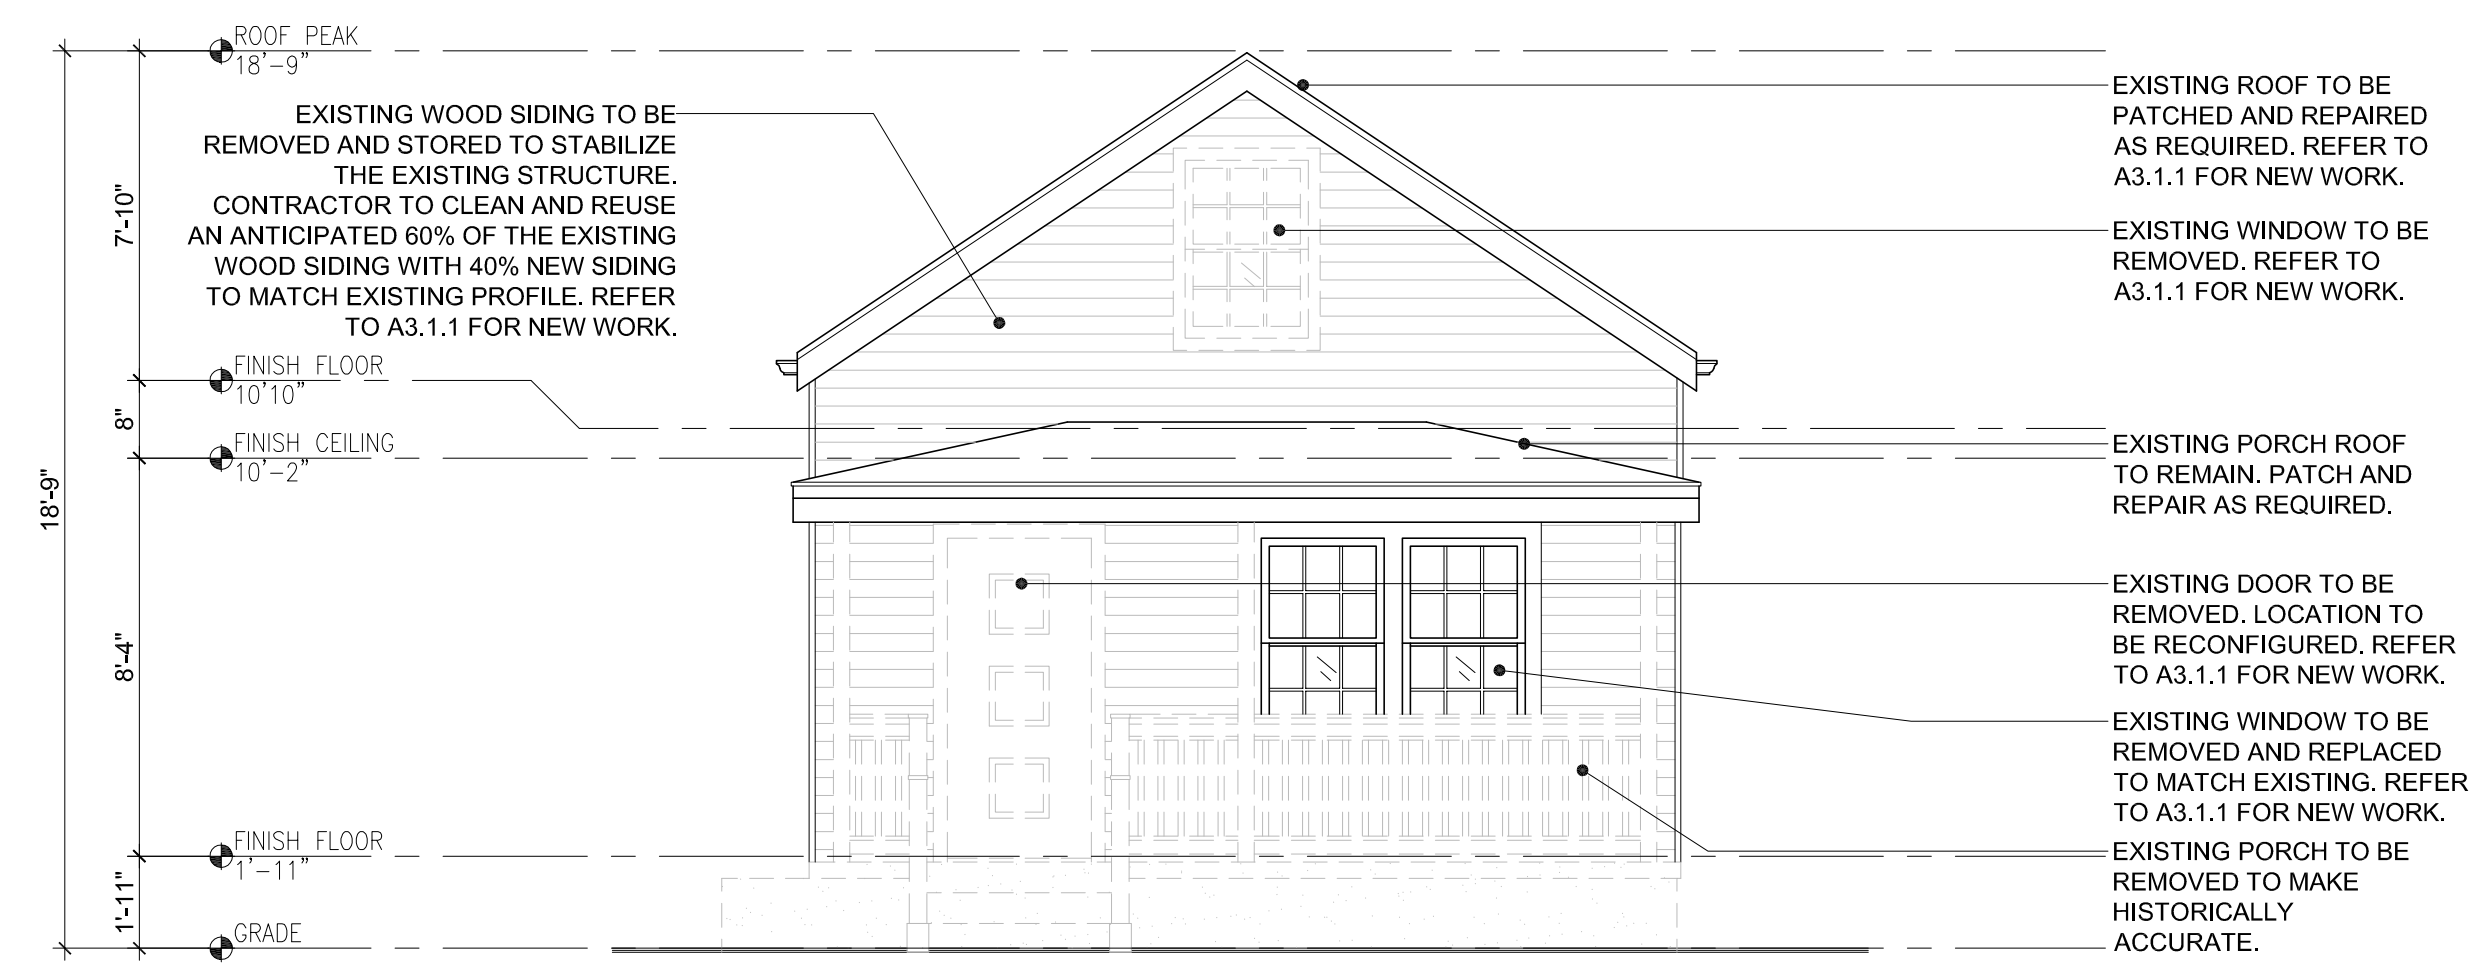 ROOF PEAK
18'-9"
EXISTING WOOD SIDING TO BE
REMOVED AND STORED TO STABILIZE
THE EXISTING STRUCTURE.
CONTRACTOR TO CLEAN AND REUSE
AN ANTICIPATED 60% OF THE EXISTING
WOOD SIDING WITH 40% NEW SIDING
TO MATCH EXISTING PROFILE. REFER
TO A3.1.1 FOR NEW WORK.
7'-10"
FINISH FLOOR
10'10"
8"
FINISH CEILING
10'-2"
18'-9"
8'-4"
FINISH FLOOR
1'-11"
1'-11"
GRADE
EXISTING ROOF TO BE
PATCHED AND REPAIRED
AS REQUIRED. REFER TO
A3.1.1 FOR NEW WORK.
EXISTING WINDOW TO BE
REMOVED. REFER TO
A3.1.1 FOR NEW WORK.
EXISTING PORCH ROOF
TO REMAIN. PATCH AND
REPAIR AS REQUIRED.
EXISTING DOOR TO BE
REMOVED. LOCATION TO
BE RECONFIGURED. REFER
TO A3.1.1 FOR NEW WORK.
EXISTING WINDOW TO BE
REMOVED AND REPLACED
TO MATCH EXISTING. REFER
TO A3.1.1 FOR NEW WORK.
EXISTING PORCH TO BE
REMOVED TO MAKE
HISTORICALLY
ACCURATE.